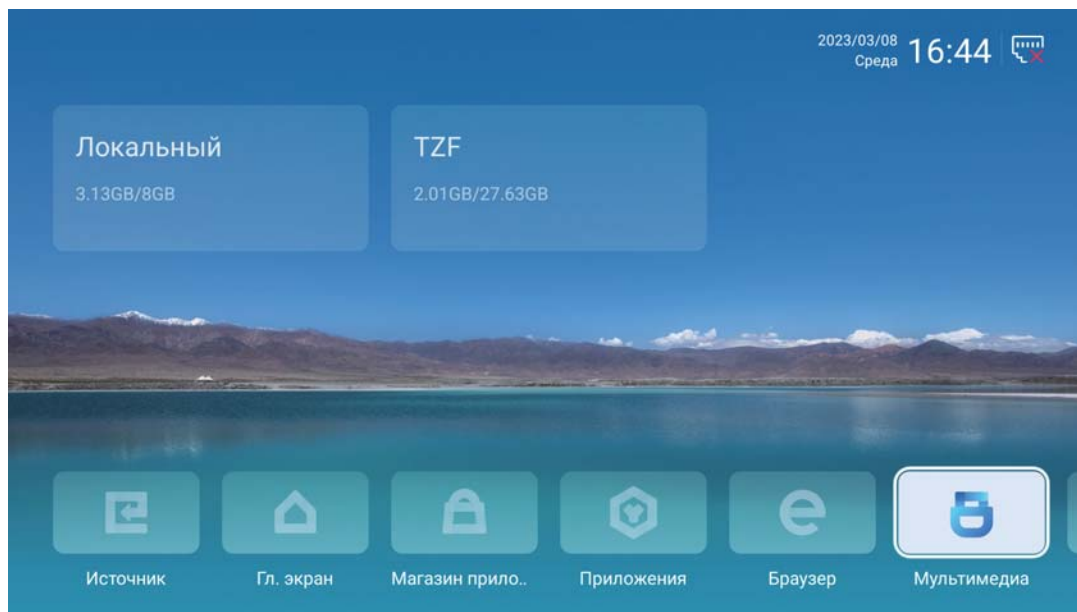 2023/03/08
Среда
16:44
Локальный
3.13GB/8GB
TZF
2.01GB/27.63GB
Источник
Гл. экран
Магазин прило..
Приложения
Браузер
Мультимедиа